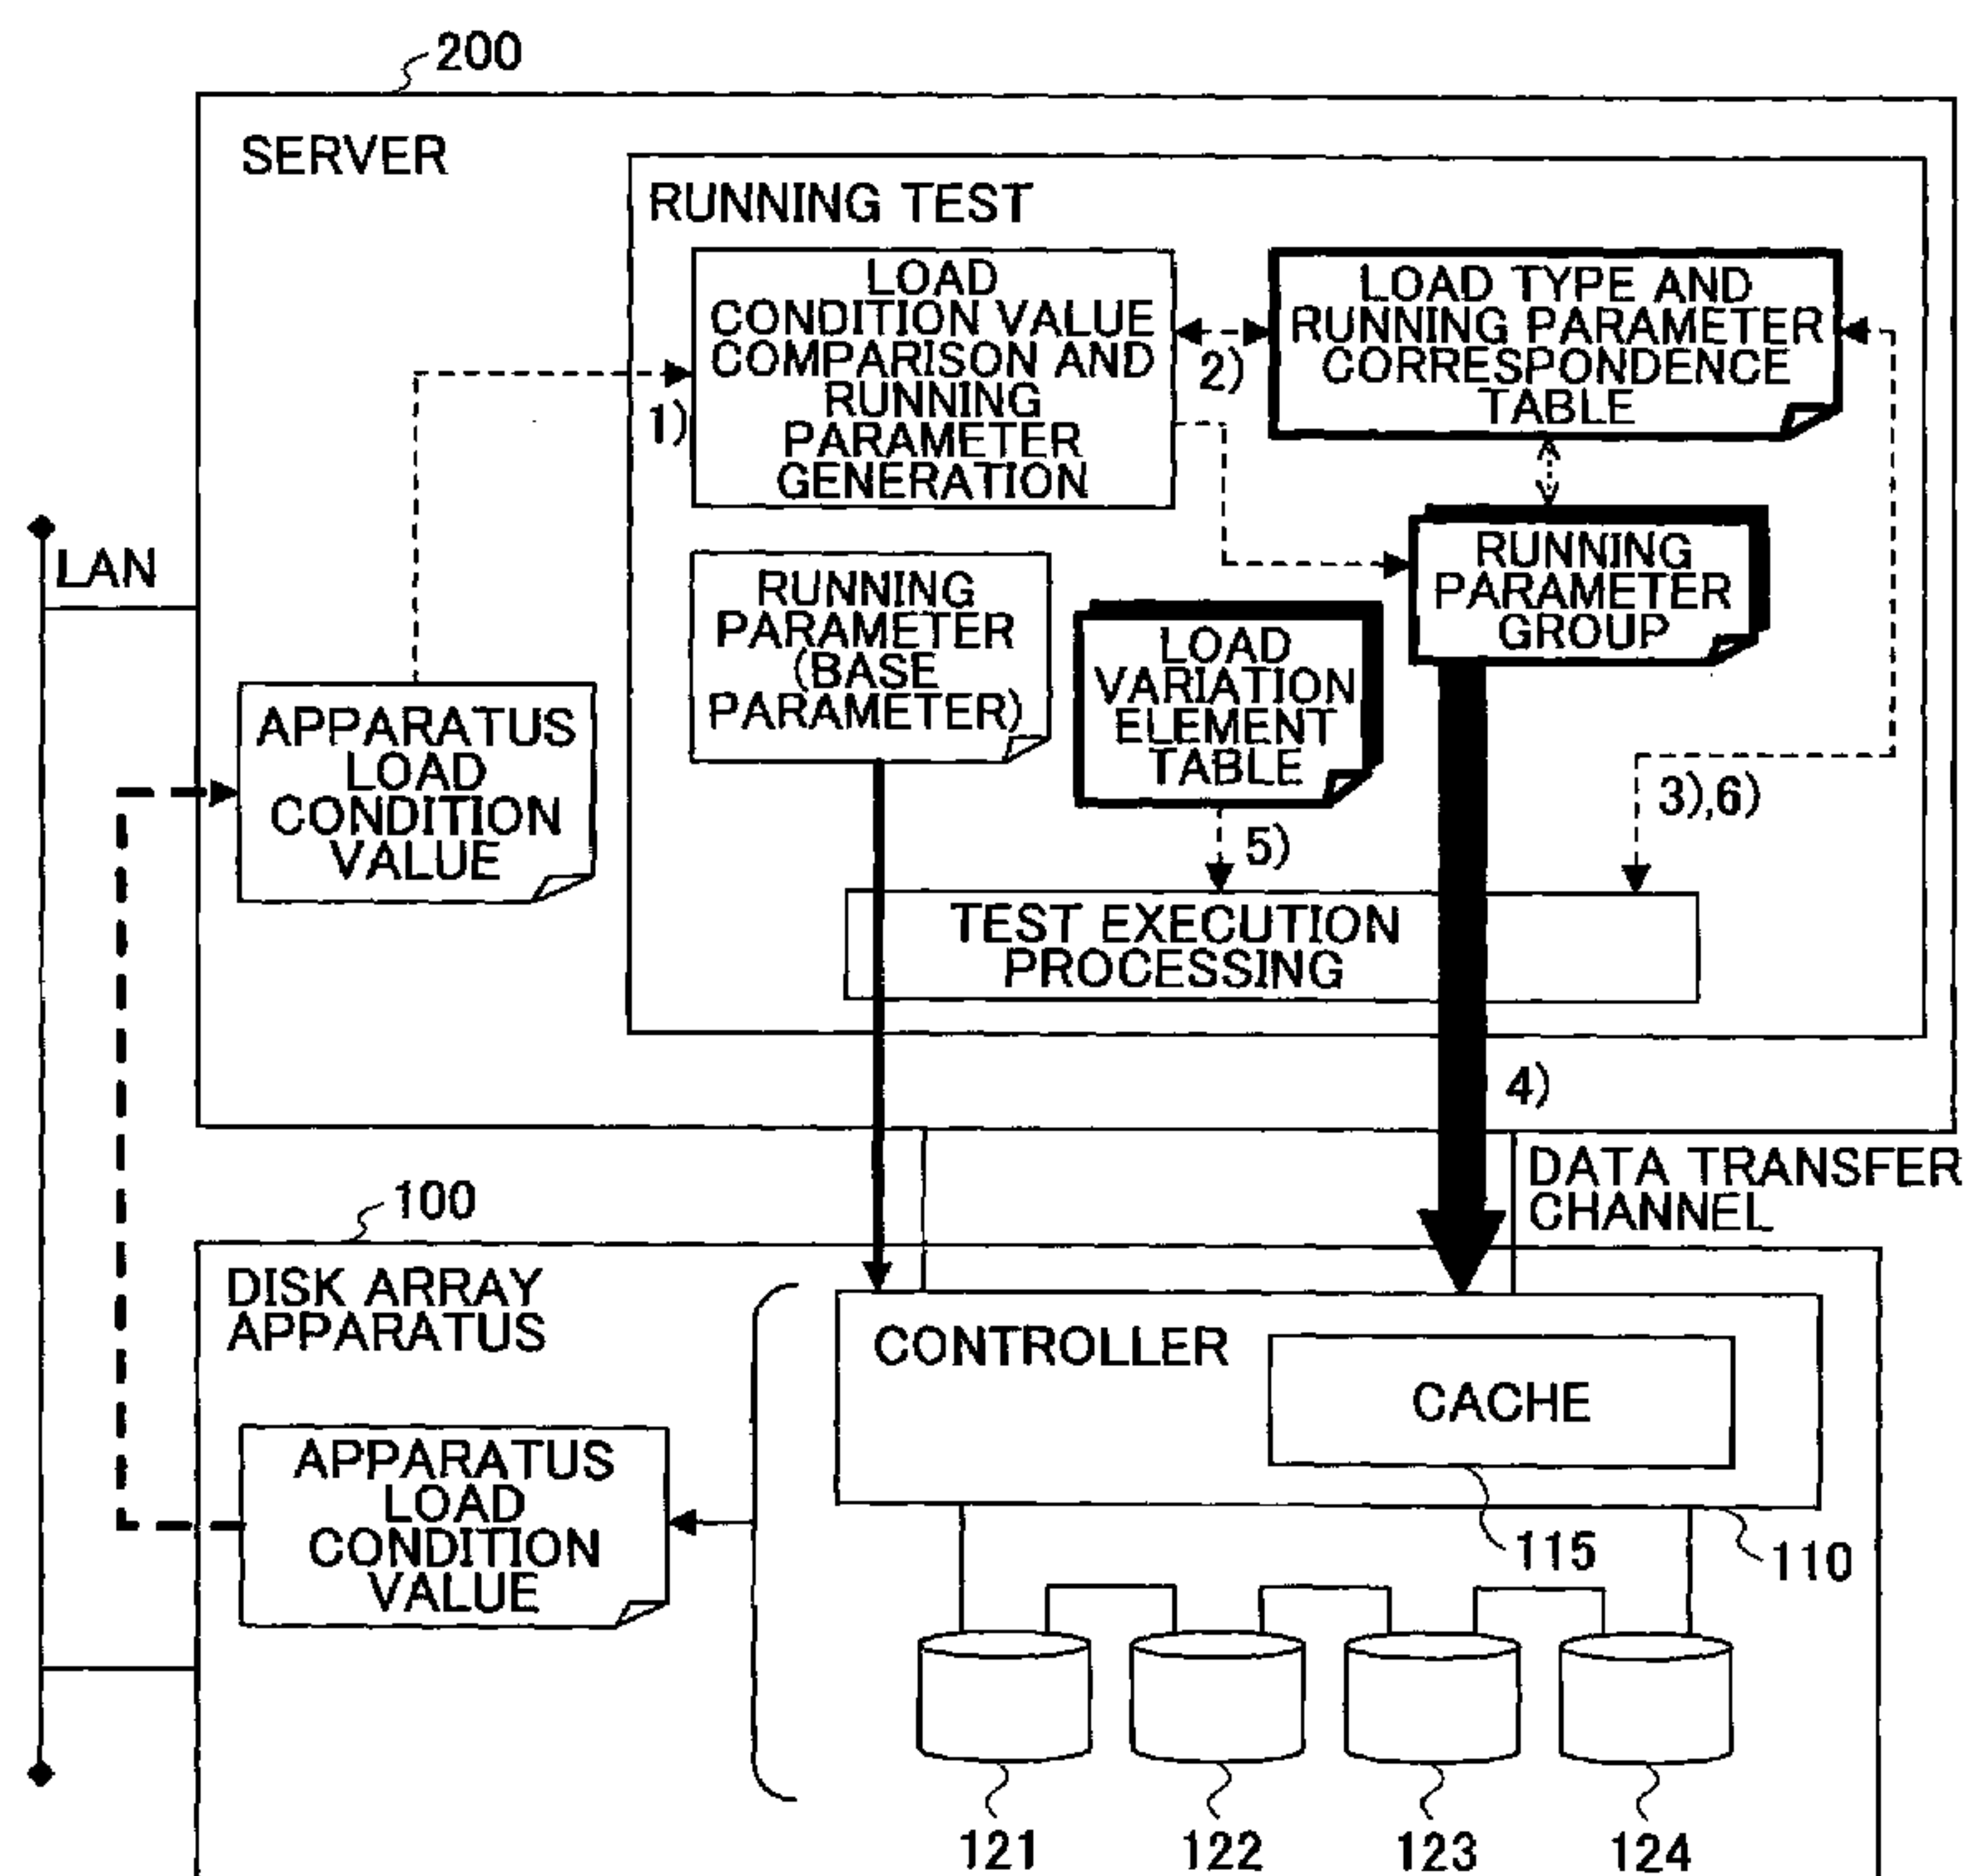 200
SERVER
RUNNING TEST
LOAD
CONDITION VALUE
COMPARISON AND
RUNNING
PARAMETER
GENERATION
1)
2)
LOAD TYPE AND
RUNNING PARAMETER
CORRESPONDENCE
TABLE
LAN
RUNNING
PARAMETER
(BASE
PARAMETER)
LOAD
VARIATION
ELEMENT
TABLE
RUNNING
PARAMETER
GROUP
APPARATUS
LOAD
CONDITION
VALUE
3),6)
5)
TEST EXECUTION
PROCESSING
4)
DATA TRANSFER
CHANNEL
100
DISK ARRAY
APPARATUS
CONTROLLER
CACHE
APPARATUS
LOAD
CONDITION
VALUE
115
110
121
122
123
124